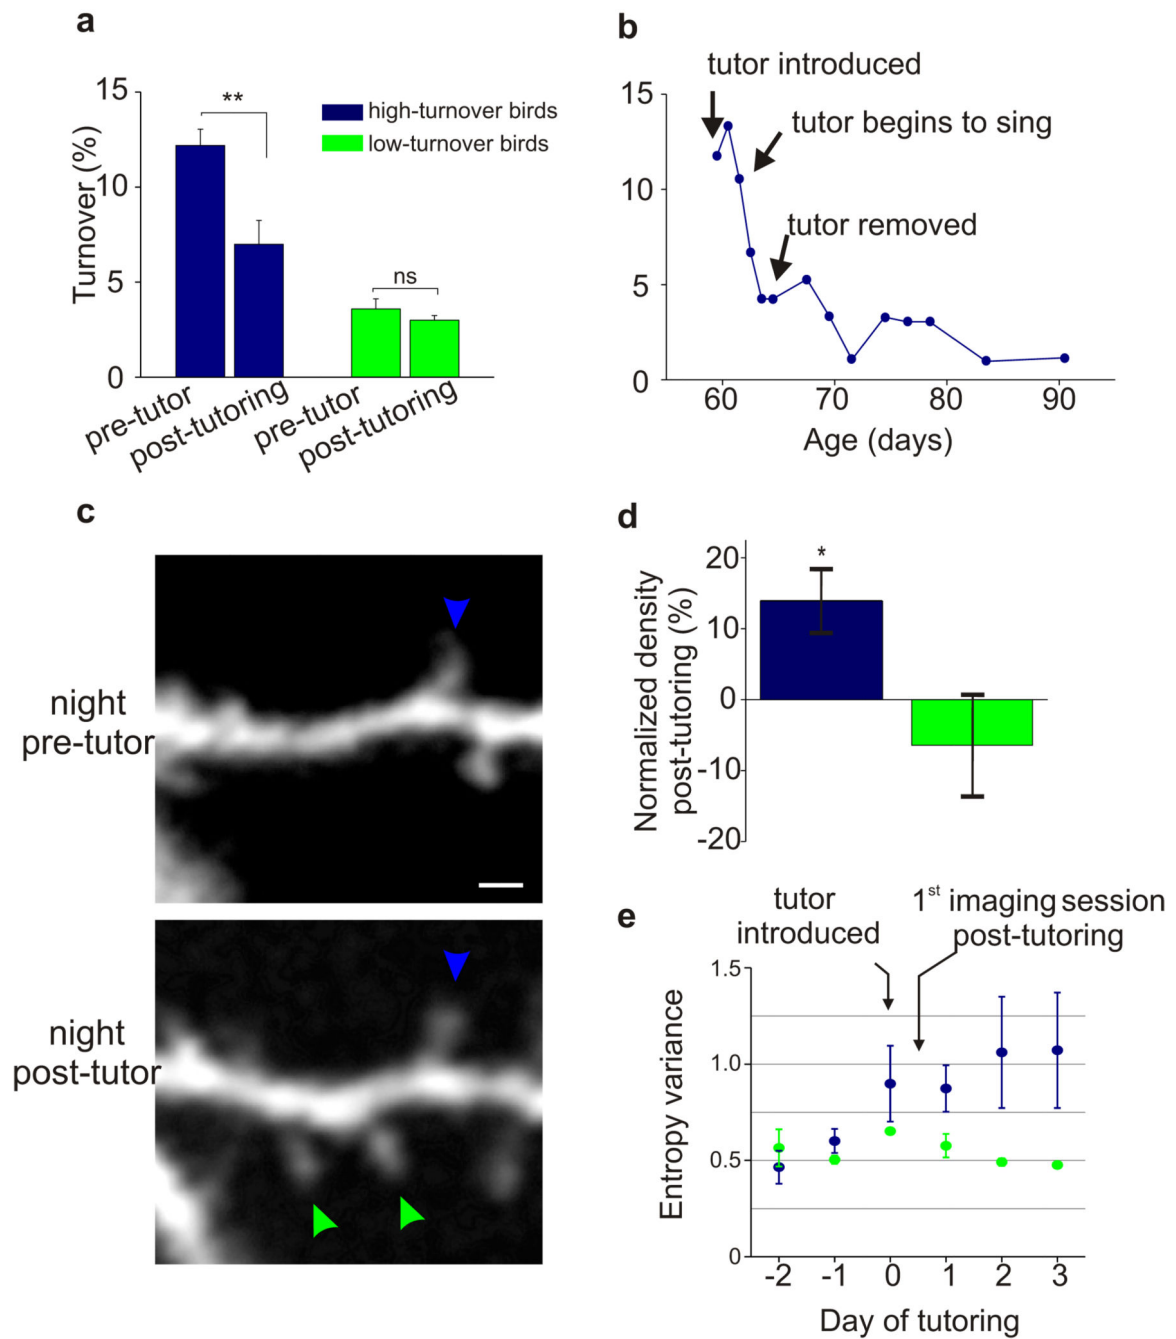 a
15
10
5
0
Turnover (%)
**
ns
high-turnover birds
low-turnover birds
pre-tutor
post-tutoring
pre-tutor
post-tutoring
b
tutor introduced
tutor begins to sing
tutor removed
15
10
5
0
60 70 80 90
Age (days)
c
night
pre-tutor
night
post-tutor
d
Normalized density
post-tutoring (%)
20
10
0
-10
-20
*
e
tutor
introduced
1st imaging session
post-tutoring
Entropy variance
1.5
1.0
0.5
0
-2 -1 0 1 2 3
Day of tutoring